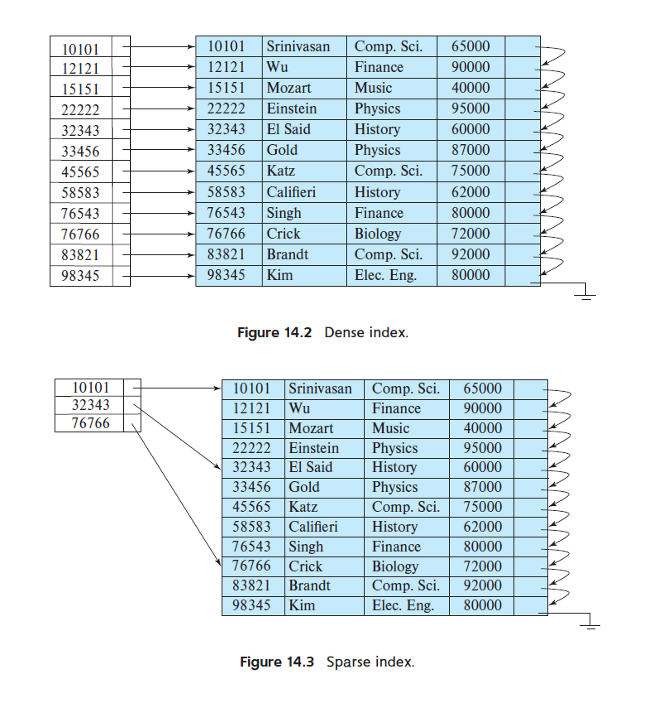 10101 10101 Srinivasan Comp. Sci. 65000
12121 12121 Wu Finance 90000
15151 15151 Mozart Music 40000
22222 22222 Einstein Physics 95000
32343 32343 El Said History 60000
33456 33456 Gold Physics 87000
45565 45565 Katz Comp. Sci. 75000
58583 58583 Califieri History 62000
76543 76543 Singh Finance 80000
76766 76766 Crick Biology 72000
83821 83821 Brandt Comp. Sci. 92000
98345 98345 Kim Elec. Eng. 80000
Figure 14.2 Dense index.
10101 10101 Srinivasan Comp. Sci. 65000
32343 12121 Wu Finance 90000
76766 15151 Mozart Music 40000
22222 Einstein Physics 95000
32343 El Said History 60000
33456 Gold Physics 87000
45565 Katz Comp. Sci. 75000
58583 Califieri History 62000
76543 Singh Finance 80000
76766 Crick Biology 72000
83821 Brandt Comp. Sci. 92000
98345 Kim Elec. Eng. 80000
Figure 14.3 Sparse index.